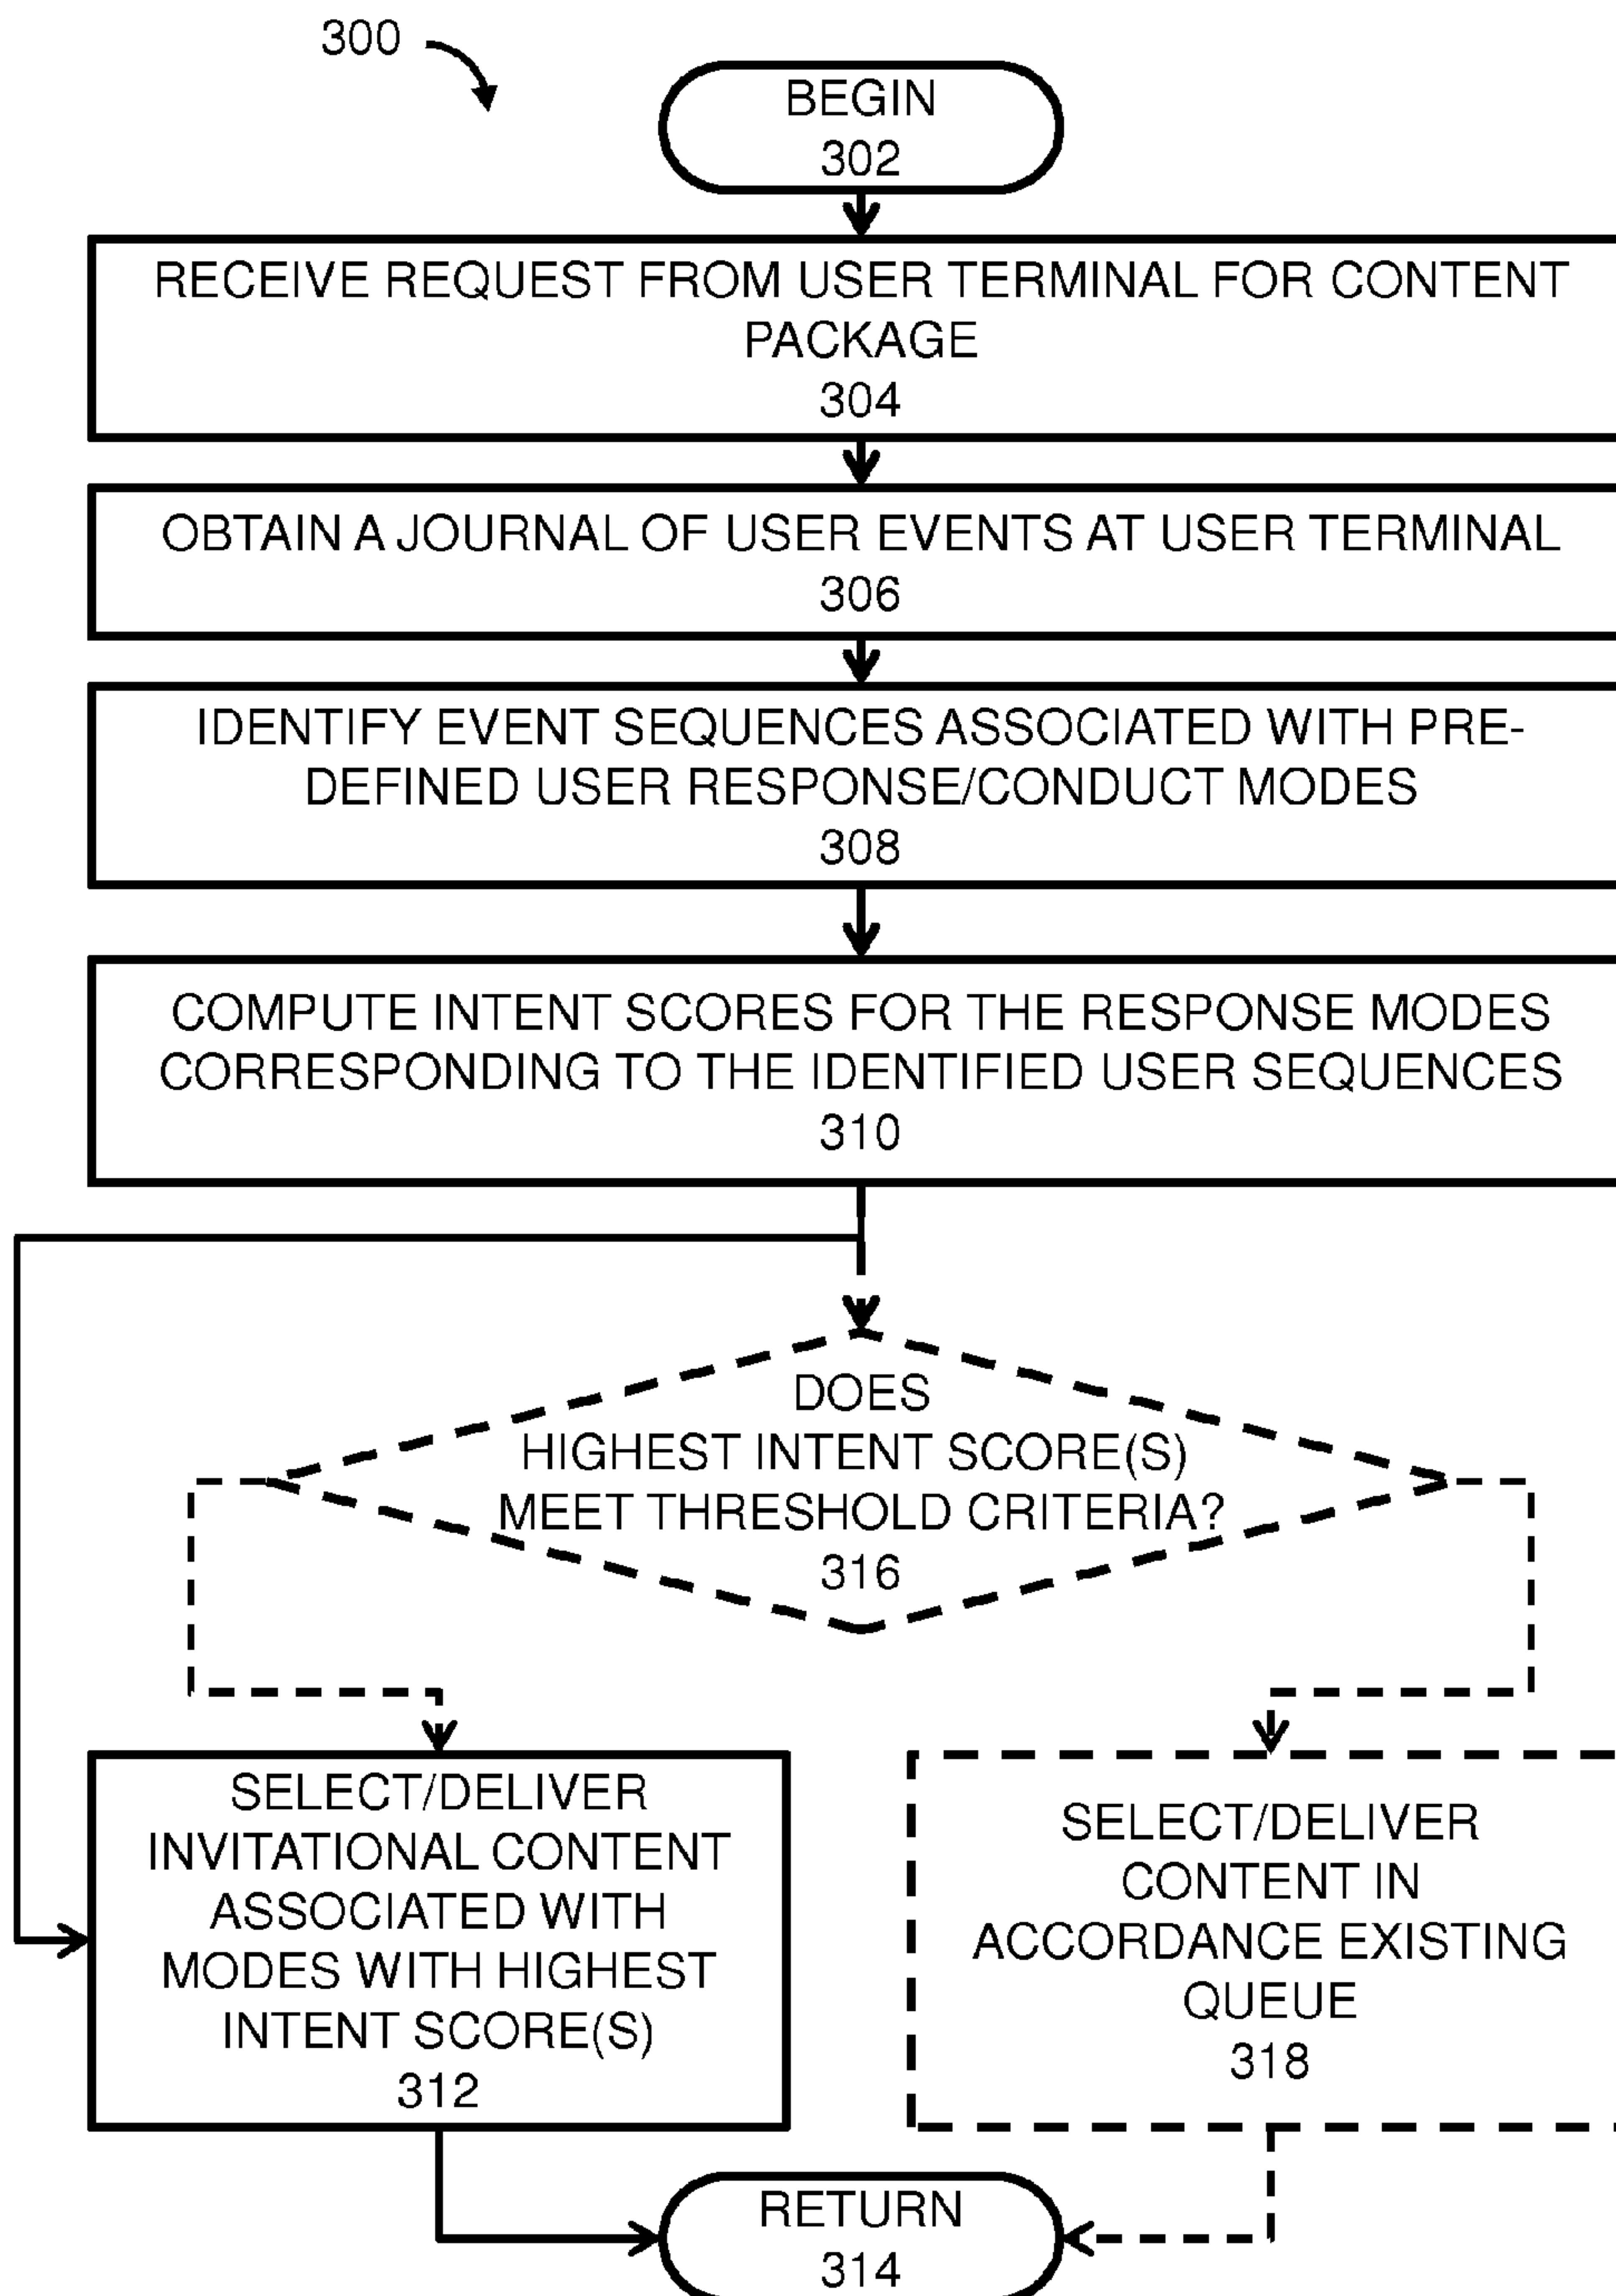 300
BEGIN
302
RECEIVE REQUEST FROM USER TERMINAL FOR CONTENT
PACKAGE
304
OBTAIN A JOURNAL OF USER EVENTS AT USER TERMINAL
306
IDENTIFY EVENT SEQUENCES ASSOCIATED WITH PRE-
DEFINED USER RESPONSE/CONDUCT MODES
308
COMPUTE INTENT SCORES FOR THE RESPONSE MODES
CORRESPONDING TO THE IDENTIFIED USER SEQUENCES
310
DOES
HIGHEST INTENT SCORE(S)
MEET THRESHOLD CRITERIA?
316
SELECT/DELIVER
INVITATIONAL CONTENT
ASSOCIATED WITH
MODES WITH HIGHEST
INTENT SCORE(S)
312
SELECT/DELIVER
CONTENT IN
ACCORDANCE EXISTING
QUEUE
318
RETURN
314